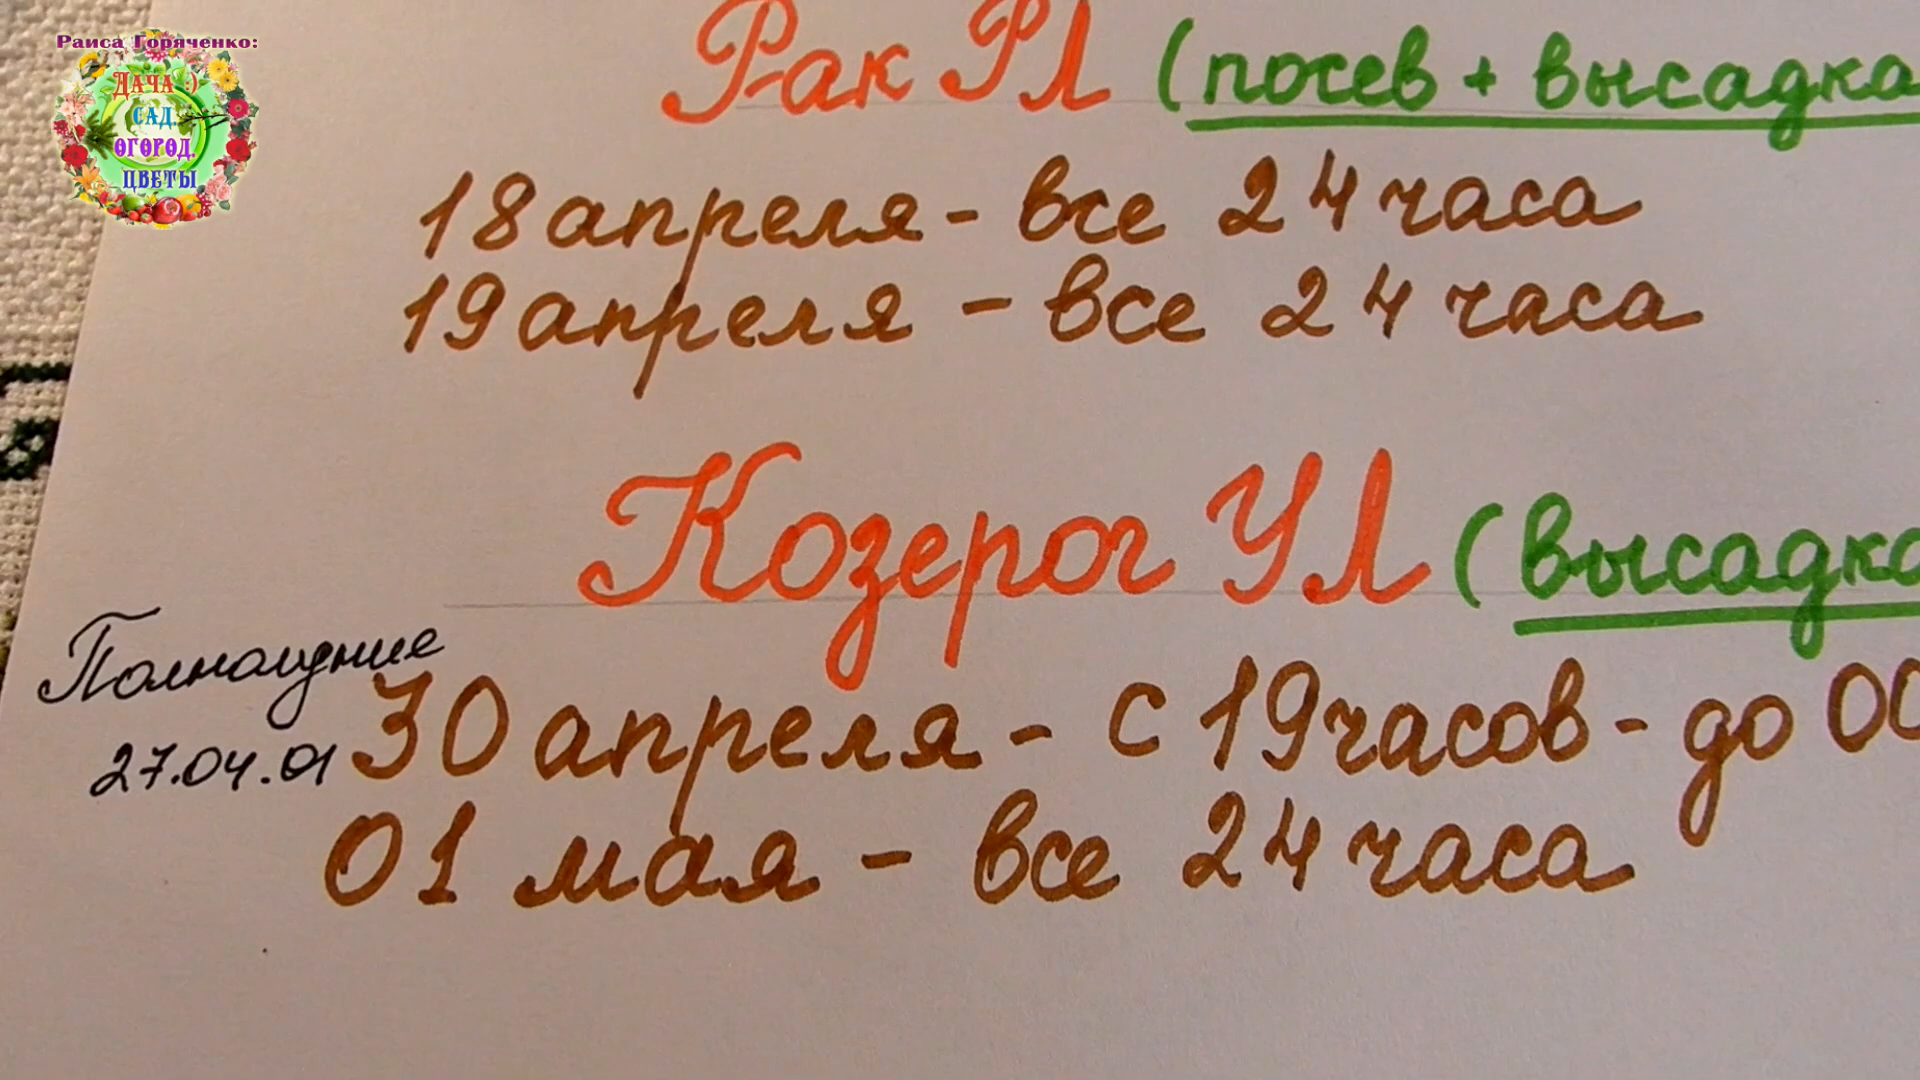 Раиса Горяченко:
Дача :)
сад.
огород.
цветы
Рак РЛ (посев + высадка
18 апреля - все 24 часа
19 апреля - все 24 часа
Козерог УЛ (высадка
Полнолуние
27.04.01
30 апреля - с 19 часов - до 00
01 мая - все 24 часа